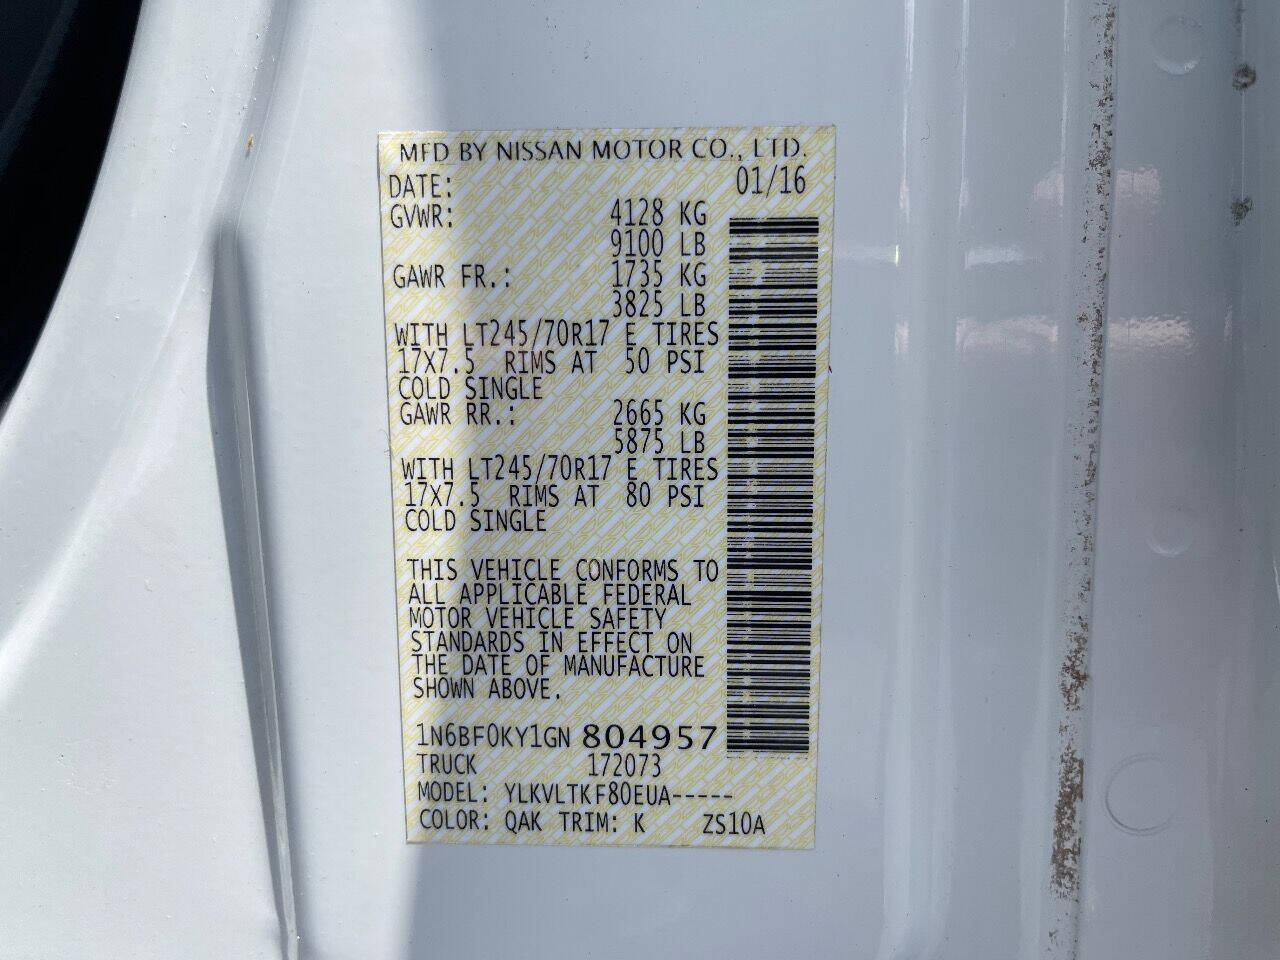 MFD BY NISSAN MOTOR CO., LTD.
DATE: 01/16
GVWR: 4128 KG
9100 LB
GAWR FR.: 1735 KG
3825 LB
WITH LT245/70R17 E TIRES
17X7.5 RIMS AT 50 PSI
COLD SINGLE
GAWR RR.: 2665 KG
5875 LB
WITH LT245/70R17 E TIRES
17X7.5 RIMS AT 80 PSI
COLD SINGLE
THIS VEHICLE CONFORMS TO
ALL APPLICABLE FEDERAL
MOTOR VEHICLE SAFETY
STANDARDS IN EFFECT ON
THE DATE OF MANUFACTURE
SHOWN ABOVE.
1N6BF0KY1GN 804957
TRUCK 172073
MODEL: YLKVLTKF80EUA-----
COLOR: QAK TRIM: K ZS10A